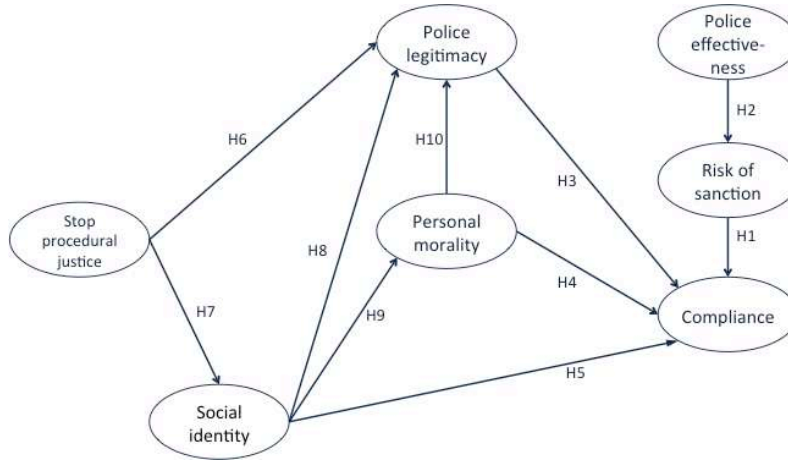 Police
legitimacy
Police
effective-
ness
H2
H6
H10
H3
Risk of
sanction
Stop
procedural
justice
Personal
morality
H1
H8
H4
H7
H9
Compliance
H5
Social
identity